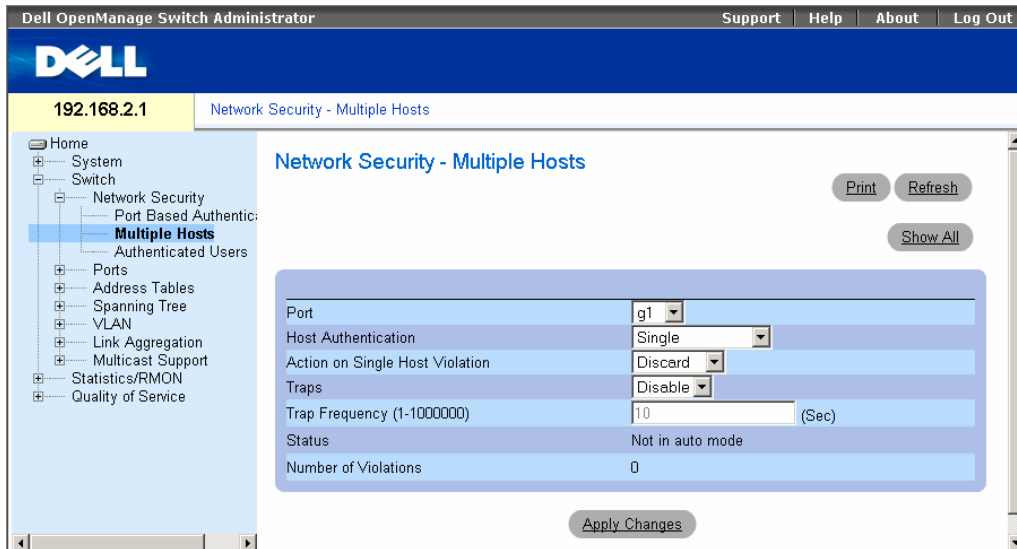 Dell OpenManage Switch Administrator Support Help About Log Out
DELL
192.168.2.1 Network Security - Multiple Hosts
Home
System
Switch
Network Security
Port Based Authentic
Multiple Hosts
Authenticated Users
Ports
Address Tables
Spanning Tree
VLAN
Link Aggregation
Multicast Support
Statistics/RMON
Quality of Service
Network Security - Multiple Hosts
Print Refresh
Show All
Port g1
Host Authentication Single
Action on Single Host Violation Discard
Traps Disable
Trap Frequency (1-1000000) 10 (Sec)
Status Not in auto mode
Number of Violations 0
Apply Changes